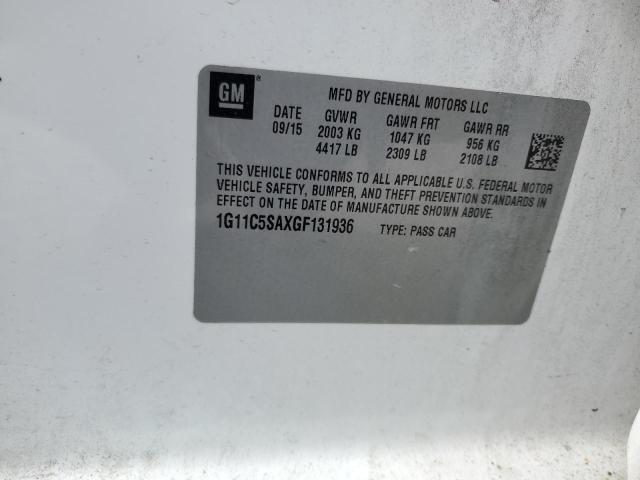 GM®
MFD BY GENERAL MOTORS LLC
DATE GVWR GAWR FRT GAWR RR
09/15 2003 KG 1047 KG 956 KG
4417 LB 2309 LB 2108 LB
THIS VEHICLE CONFORMS TO ALL APPLICABLE U.S. FEDERAL MOTOR
VEHICLE SAFETY, BUMPER, AND THEFT PREVENTION STANDARDS IN
EFFECT ON THE DATE OF MANUFACTURE SHOWN ABOVE.
1G11C5SAXGF131936 TYPE: PASS CAR